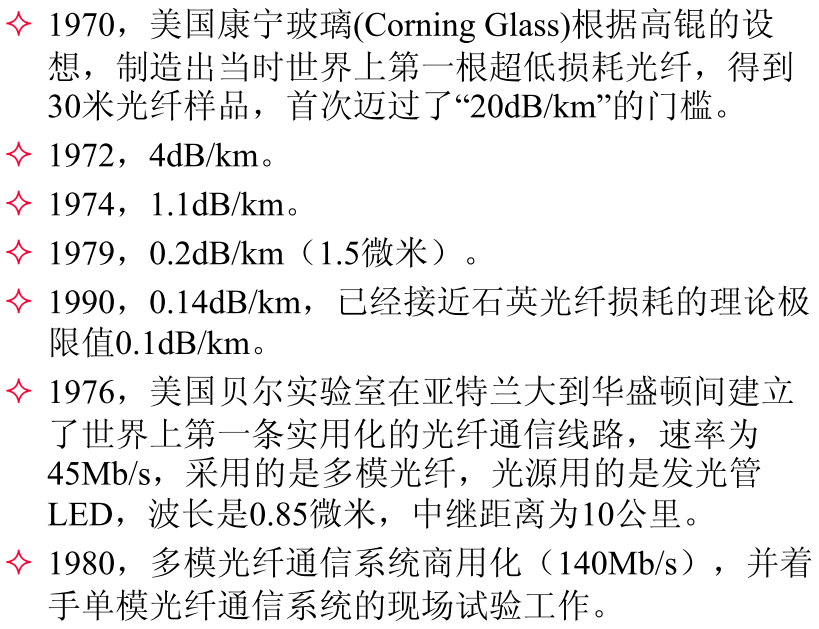 1970，美国康宁玻璃(Corning Glass)根据高锟的设
想，制造出当时世界上第一根超低损耗光纤，得到
30米光纤样品，首次迈过了“20dB/km”的门槛。
1972，4dB/km。
1974，1.1dB/km。
1979，0.2dB/km（1.5微米）。
1990，0.14dB/km，已经接近石英光纤损耗的理论极
限值0.1dB/km。
1976，美国贝尔实验室在亚特兰大到华盛顿间建立
了世界上第一条实用化的光纤通信线路，速率为
45Mb/s，采用的是多模光纤，光源用的是发光管
LED，波长是0.85微米，中继距离为10公里。
1980，多模光纤通信系统商用化（140Mb/s），并着
手单模光纤通信系统的现场试验工作。